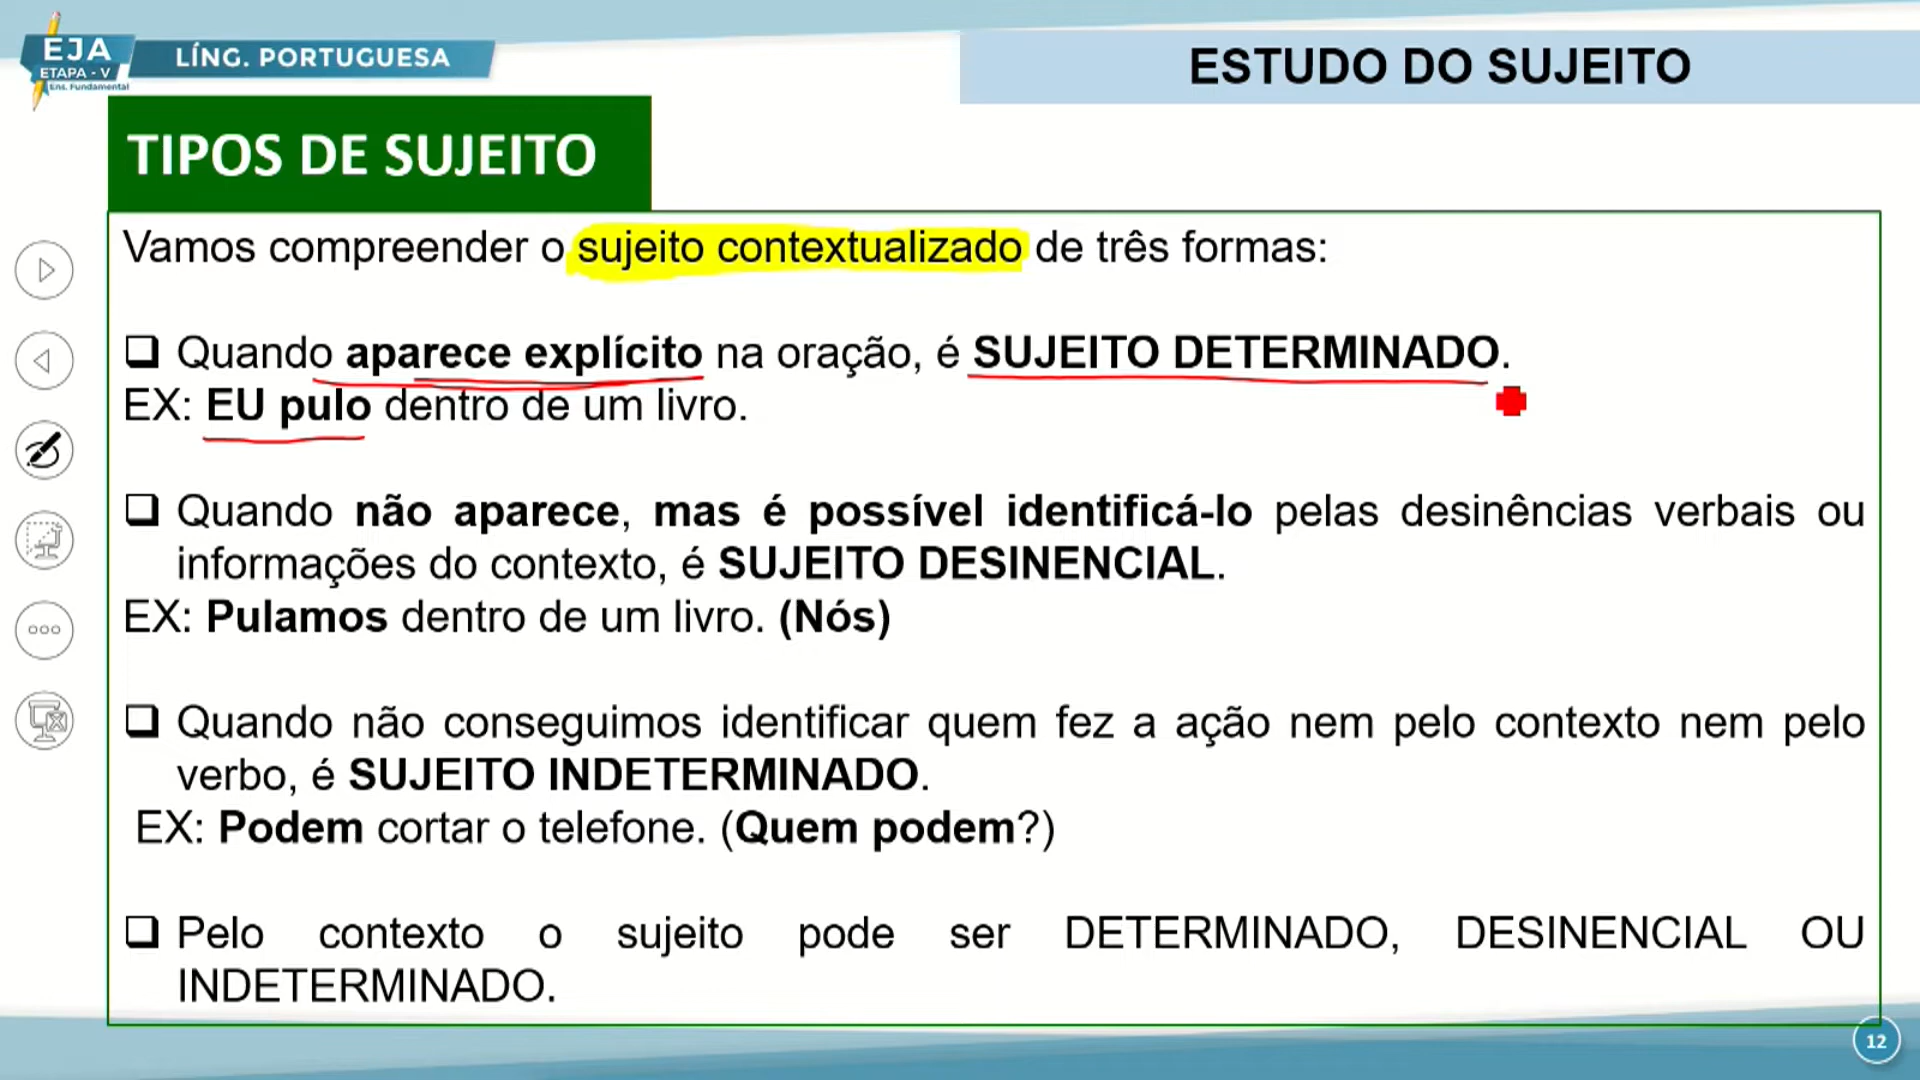 EJA
ETAPA - V
Ens. Fundamental
LÍNG. PORTUGUESA
ESTUDO DO SUJEITO
TIPOS DE SUJEITO
Vamos compreender o sujeito contextualizado de três formas:
Quando aparece explícito na oração, é SUJEITO DETERMINADO.
EX: EU pulo dentro de um livro.
Quando não aparece, mas é possível identificá-lo pelas desinências verbais ou
informações do contexto, é SUJEITO DESINENCIAL.
EX: Pulamos dentro de um livro. (Nós)
Quando não conseguimos identificar quem fez a ação nem pelo contexto nem pelo
verbo, é SUJEITO INDETERMINADO.
EX: Podem cortar o telefone. (Quem podem?)
Pelo contexto o sujeito pode ser DETERMINADO, DESINENCIAL OU
INDETERMINADO.
12